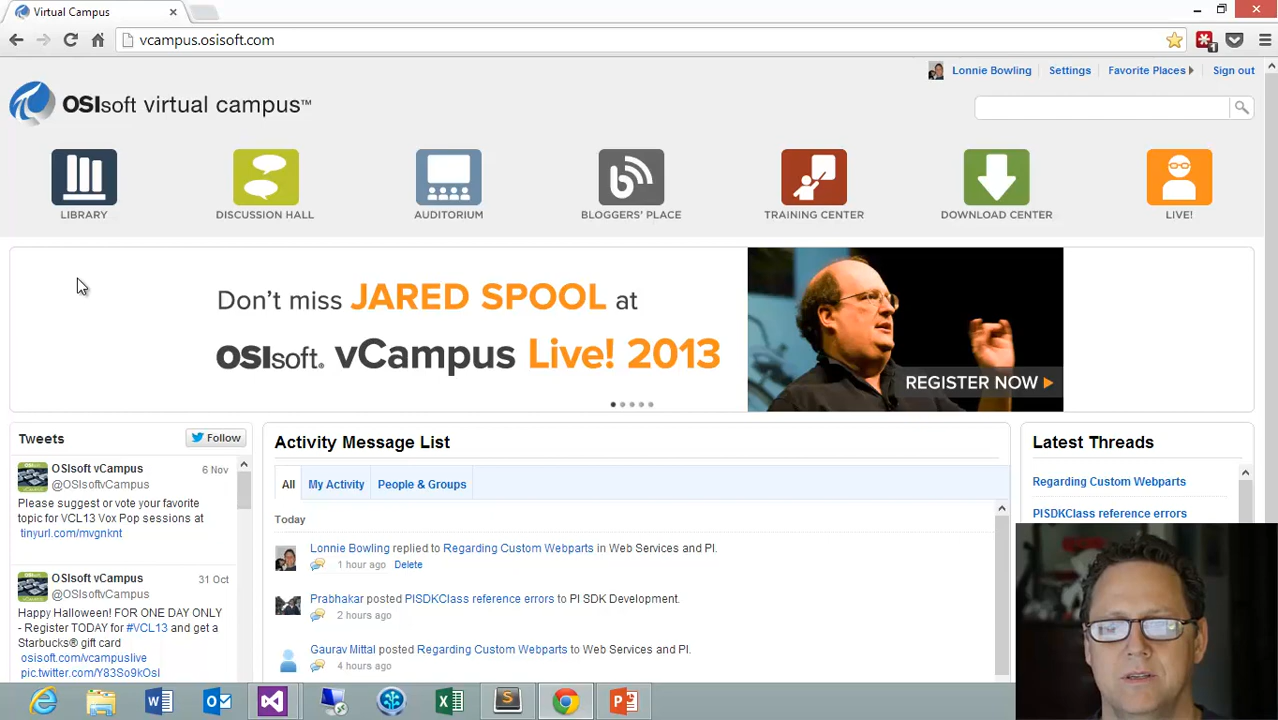 Virtual Campus
vcampus.osisoft.com
1
Lonnie Bowling Settings Favorite Places Sign out
OSIsoft virtual campus™
LIBRARY
DISCUSSION HALL
AUDITORIUM
BLOGGERS' PLACE
TRAINING CENTER
DOWNLOAD CENTER
LIVE!
Don't miss JARED SPOOL at
OSIsoft. vCampus Live! 2013
REGISTER NOW
Tweets
Follow
OSIsoft vCampus 6 Nov
@OSIsoftvCampus
Please suggest or vote your favorite
topic for VCL13 Vox Pop sessions at
tinyurl.com/mvgnknt
OSIsoft vCampus 31 Oct
@OSIsoftvCampus
Happy Halloween! FOR ONE DAY ONLY
- Register TODAY for #VCL13 and get a
Starbucks® gift card
osisoft.com/vcampuslive
pic.twitter.com/Y83So9kOsI
Activity Message List
All My Activity People & Groups
Today
Lonnie Bowling replied to Regarding Custom Webparts in Web Services and PI.
1 hour ago Delete
Prabhakar posted PISDKClass reference errors to PI SDK Development.
2 hours ago
Gaurav Mittal posted Regarding Custom Webparts to Web Services and PI.
4 hours ago
Latest Threads
Regarding Custom Webparts
PISDKClass reference errors